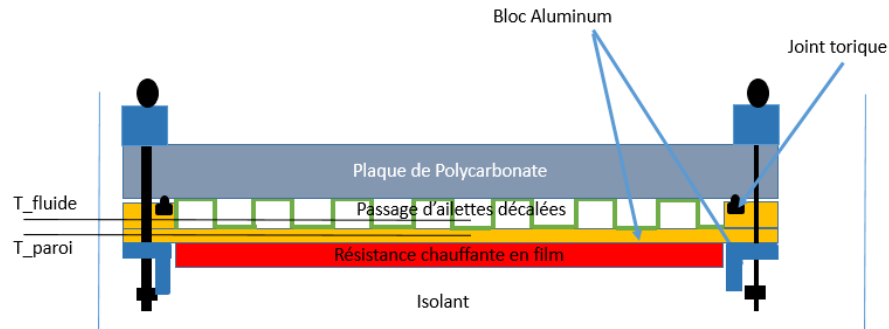 Bloc Aluminum
Joint torique
Plaque de Polycarbonate
T_fluide
Passage d'ailettes décalées
T_paroi
Résistance chauffante en film
Isolant